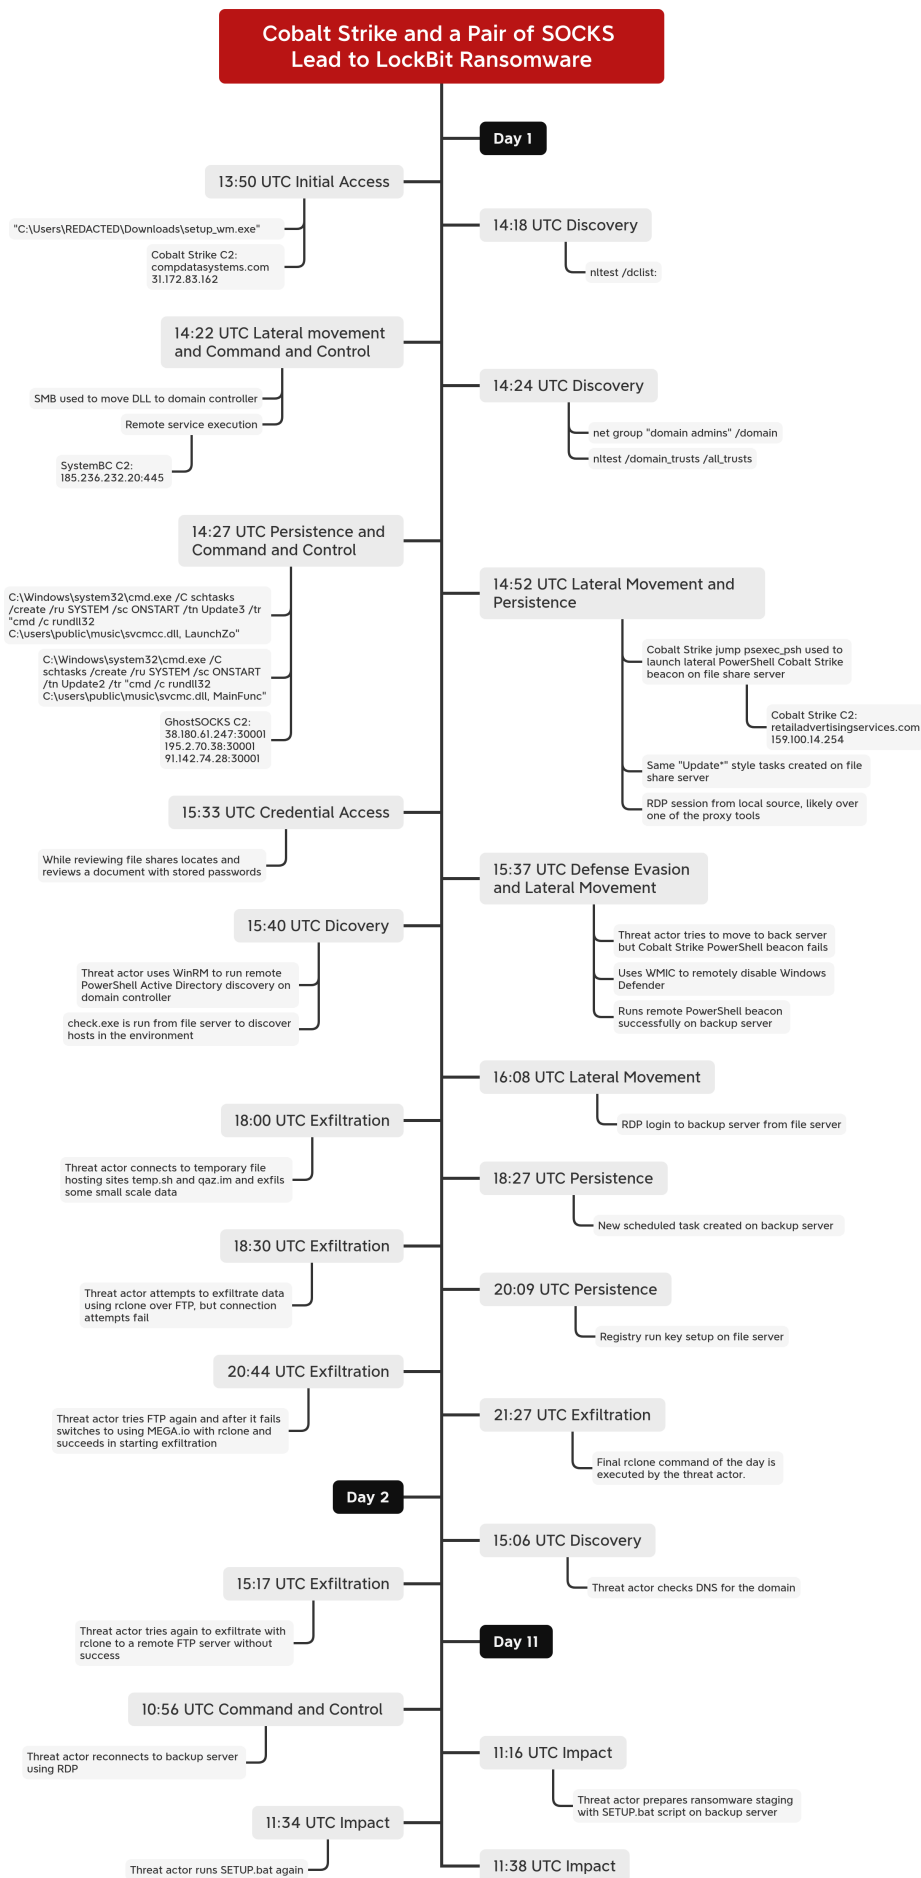 Cobalt Strike and a Pair of SOCKS
Lead to LockBit Ransomware
Day 1
13:50 UTC Initial Access
"C:\Users\REDACTED\Downloads\setup_wm.exe"
Cobalt Strike C2:
compdatasystems.com
31.172.83.162
14:18 UTC Discovery
nltest /dclist:
14:22 UTC Lateral movement
and Command and Control
SMB used to move DLL to domain controller
Remote service execution
SystemBC C2:
185.236.232.20:445
14:24 UTC Discovery
net group "domain admins" /domain
nltest /domain_trusts /all_trusts
14:27 UTC Persistence and
Command and Control
C:\Windows\system32\cmd.exe /C schtasks
/create /ru SYSTEM /sc ONSTART /tn Update3 /tr
"cmd /c rundll32
C:\users\public\music\svcmcc.dll, LaunchZo"
C:\Windows\system32\cmd.exe /C
schtasks /create /ru SYSTEM /sc ONSTART
/tn Update2 /tr "cmd /c rundll32
C:\users\public\music\svcmc.dll, MainFunc"
GhostSOCKS C2:
38.180.61.247:30001
195.2.70.38:30001
91.142.74.28:30001
14:52 UTC Lateral Movement and
Persistence
Cobalt Strike jump psexec_psh used to
launch lateral PowerShell Cobalt Strike
beacon on file share server
Cobalt Strike C2:
retailadvertisingservices.com
159.100.14.254
Same "Update*" style tasks created on file
share server
RDP session from local source, likely over
one of the proxy tools
15:33 UTC Credential Access
While reviewing file shares locates and
reviews a document with stored passwords
15:37 UTC Defense Evasion
and Lateral Movement
Threat actor tries to move to back server
but Cobalt Strike PowerShell beacon fails
Uses WMIC to remotely disable Windows
Defender
Runs remote PowerShell beacon
successfully on backup server
15:40 UTC Dicovery
Threat actor uses WinRM to run remote
PowerShell Active Directory discovery on
domain controller
check.exe is run from file server to discover
hosts in the environment
16:08 UTC Lateral Movement
RDP login to backup server from file server
18:00 UTC Exfiltration
Threat actor connects to temporary file
hosting sites temp.sh and qaz.im and exfils
some small scale data
18:27 UTC Persistence
New scheduled task created on backup server
18:30 UTC Exfiltration
Threat actor attempts to exfiltrate data
using rclone over FTP, but connection
attempts fail
20:09 UTC Persistence
Registry run key setup on file server
20:44 UTC Exfiltration
Threat actor tries FTP again and after it fails
switches to using MEGA.io with rclone and
succeeds in starting exfiltration
21:27 UTC Exfiltration
Final rclone command of the day is
executed by the threat actor.
Day 2
15:06 UTC Discovery
Threat actor checks DNS for the domain
15:17 UTC Exfiltration
Threat actor tries again to exfiltrate with
rclone to a remote FTP server without
success
Day 11
10:56 UTC Command and Control
Threat actor reconnects to backup server
using RDP
11:16 UTC Impact
Threat actor prepares ransomware staging
with SETUP.bat script on backup server
11:34 UTC Impact
Threat actor runs SETUP.bat again
11:38 UTC Impact